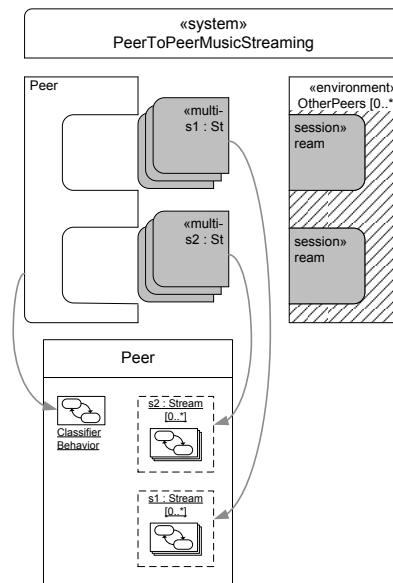 «system»
PeerToPeerMusicStreaming
Peer
«multi-
s1 : St
«multi-
s2 : St
«environment»
OtherPeers [0..*
session»
ream
session»
ream
Peer
Classifier
Behavior
s2 : Stream
[0..*]
s1 : Stream
[0..*]